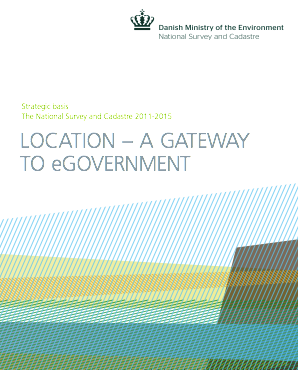 Danish Ministry of the Environment
National Survey and Cadastre
Strategic basis
The National Survey and Cadastre 2011-2015
LOCATION – A GATEWAY
TO eGOVERNMENT